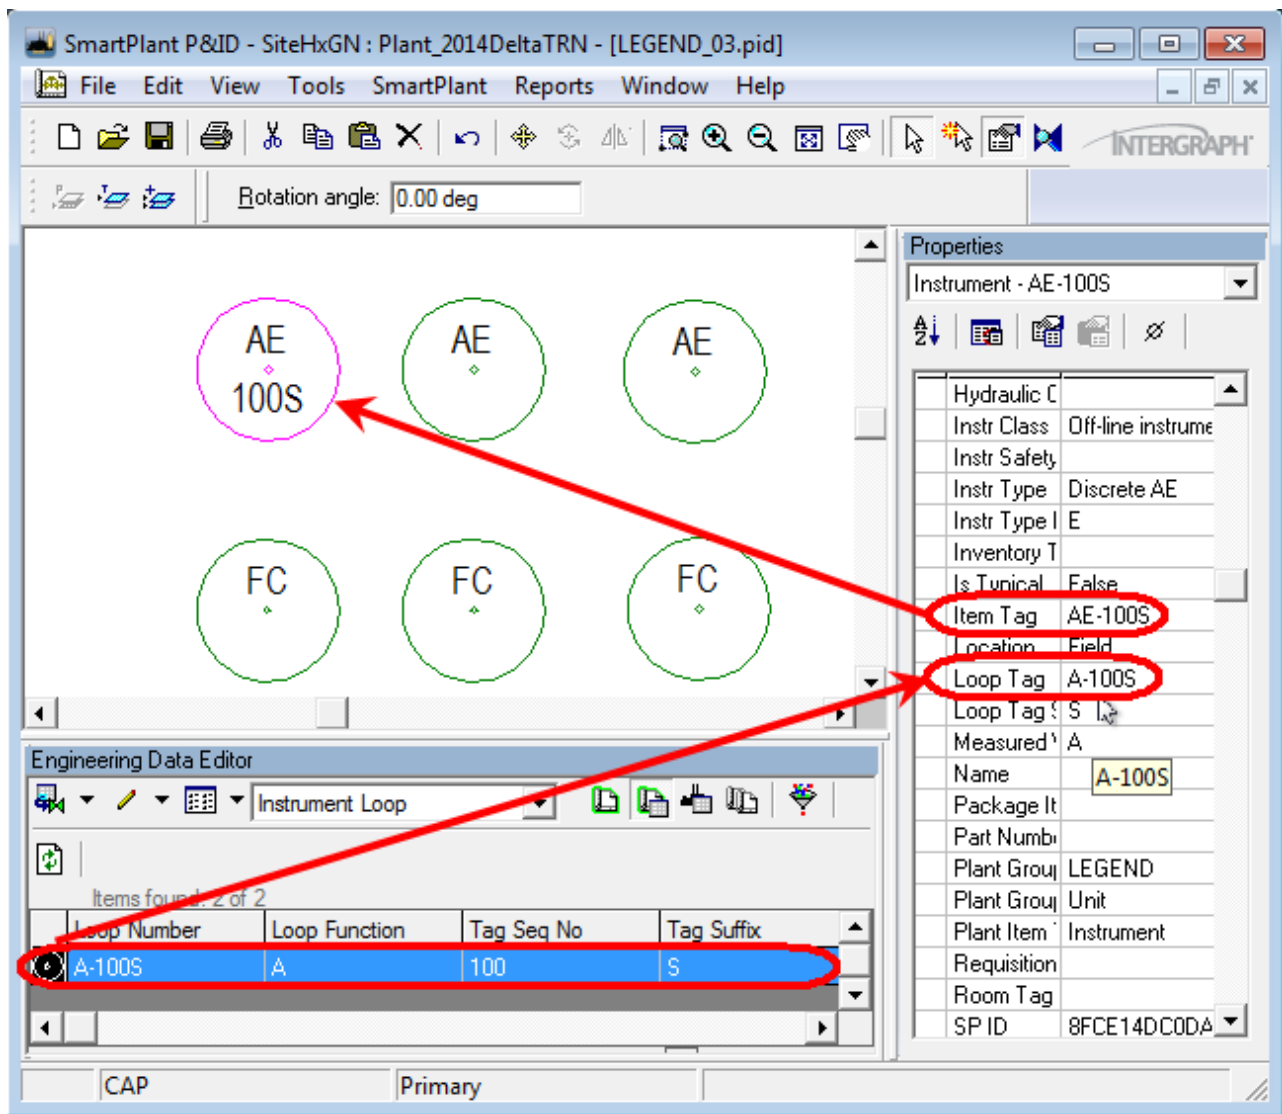 SmartPlant P&ID - SiteHxGN : Plant_2014DeltaTRN - [LEGEND_03.pid]
File Edit View Tools SmartPlant Reports Window Help
INTERGRAPH
Rotation angle: 0.00 deg
AE AE AE
100S
FC FC FC
Properties
Instrument - AE-100S
Hydraulic C
Instr Class Off-line instrume
Instr Safety
Instr Type Discrete AE
Instr Type I E
Inventory T
Is Typical False
Item Tag AE-100S
Location Field
Loop Tag A-100S
Loop Tag S S
Measured V A
Name
A-100S
Package It
Part Numb
Plant Grou LEGEND
Plant Grou Unit
Plant Item Instrument
Requisition
Room Tag
SP ID 8FCE14DC0DA
Engineering Data Editor
Instrument Loop
Items found: 2 of 2
Loop Number Loop Function Tag Seq No Tag Suffix
A-100S A 100 S
CAP Primary